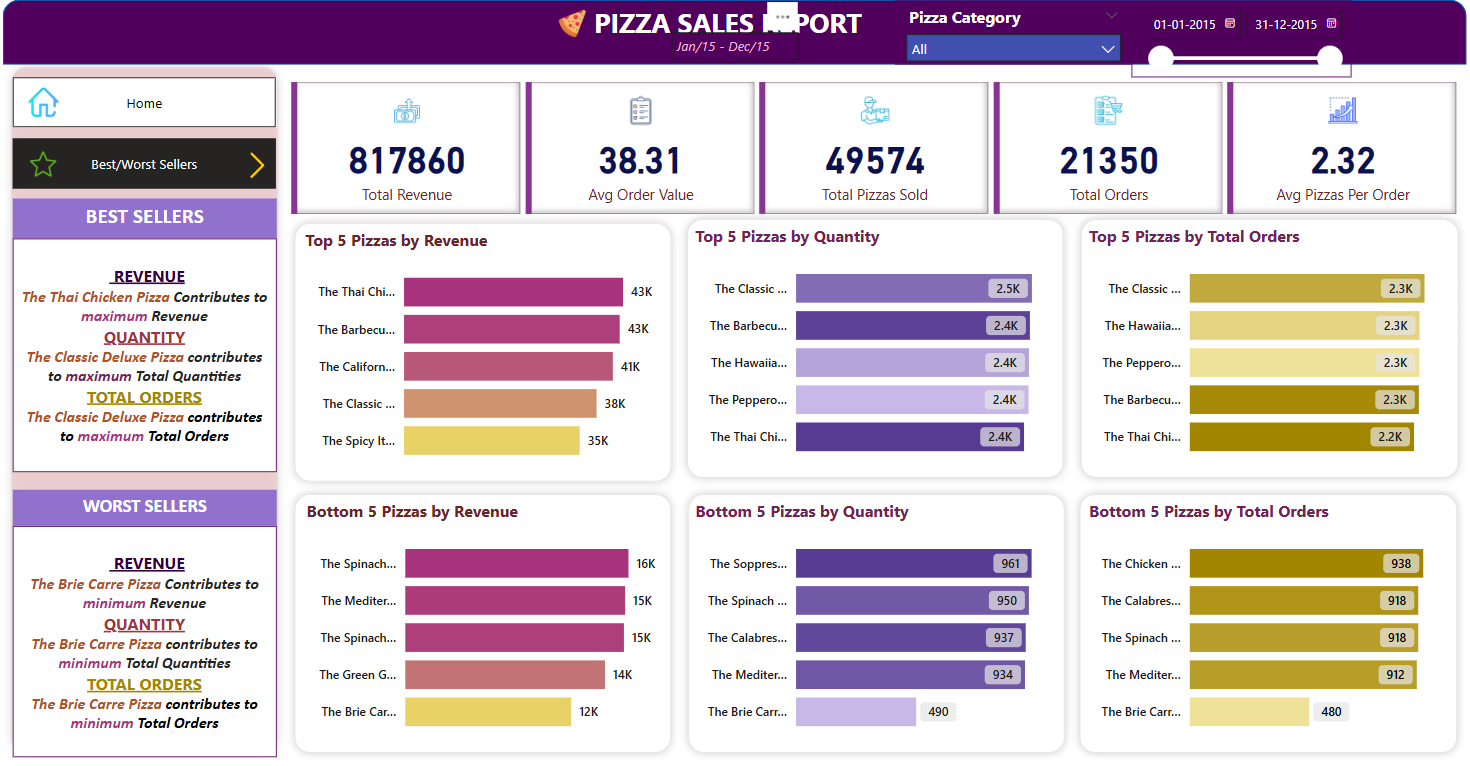 PIZZA SALES REPORT
Jan/15 - Dec/15
Pizza Category
All
01-01-2015
31-12-2015
Home
Best/Worst Sellers
BEST SELLERS
REVENUE
The Thai Chicken Pizza Contributes to
maximum Revenue
QUANTITY
The Classic Deluxe Pizza contributes
to maximum Total Quantities
TOTAL ORDERS
The Classic Deluxe Pizza contributes
to maximum Total Orders
WORST SELLERS
REVENUE
The Brie Carre Pizza Contributes to
minimum Revenue
QUANTITY
The Brie Carre Pizza contributes to
minimum Total Quantities
TOTAL ORDERS
The Brie Carre Pizza contributes to
minimum Total Orders
817860
Total Revenue
38.31
Avg Order Value
49574
Total Pizzas Sold
21350
Total Orders
2.32
Avg Pizzas Per Order
Top 5 Pizzas by Revenue
The Thai Chi... 43K
The Barbecu... 43K
The Californ... 41K
The Classic ... 38K
The Spicy It... 35K
Top 5 Pizzas by Quantity
The Classic ... 2.5K
The Barbecu... 2.4K
The Hawaiia... 2.4K
The Peppero... 2.4K
The Thai Chi... 2.4K
Top 5 Pizzas by Total Orders
The Classic ... 2.3K
The Hawaiia... 2.3K
The Peppero... 2.3K
The Barbecu... 2.3K
The Thai Chi... 2.2K
Bottom 5 Pizzas by Revenue
The Spinach... 16K
The Mediter... 15K
The Spinach... 15K
The Green G... 14K
The Brie Car... 12K
Bottom 5 Pizzas by Quantity
The Soppres... 961
The Spinach ... 950
The Calabres... 937
The Mediter... 934
The Brie Carr... 490
Bottom 5 Pizzas by Total Orders
The Chicken ... 938
The Calabres... 918
The Spinach ... 918
The Mediter... 912
The Brie Carr... 480